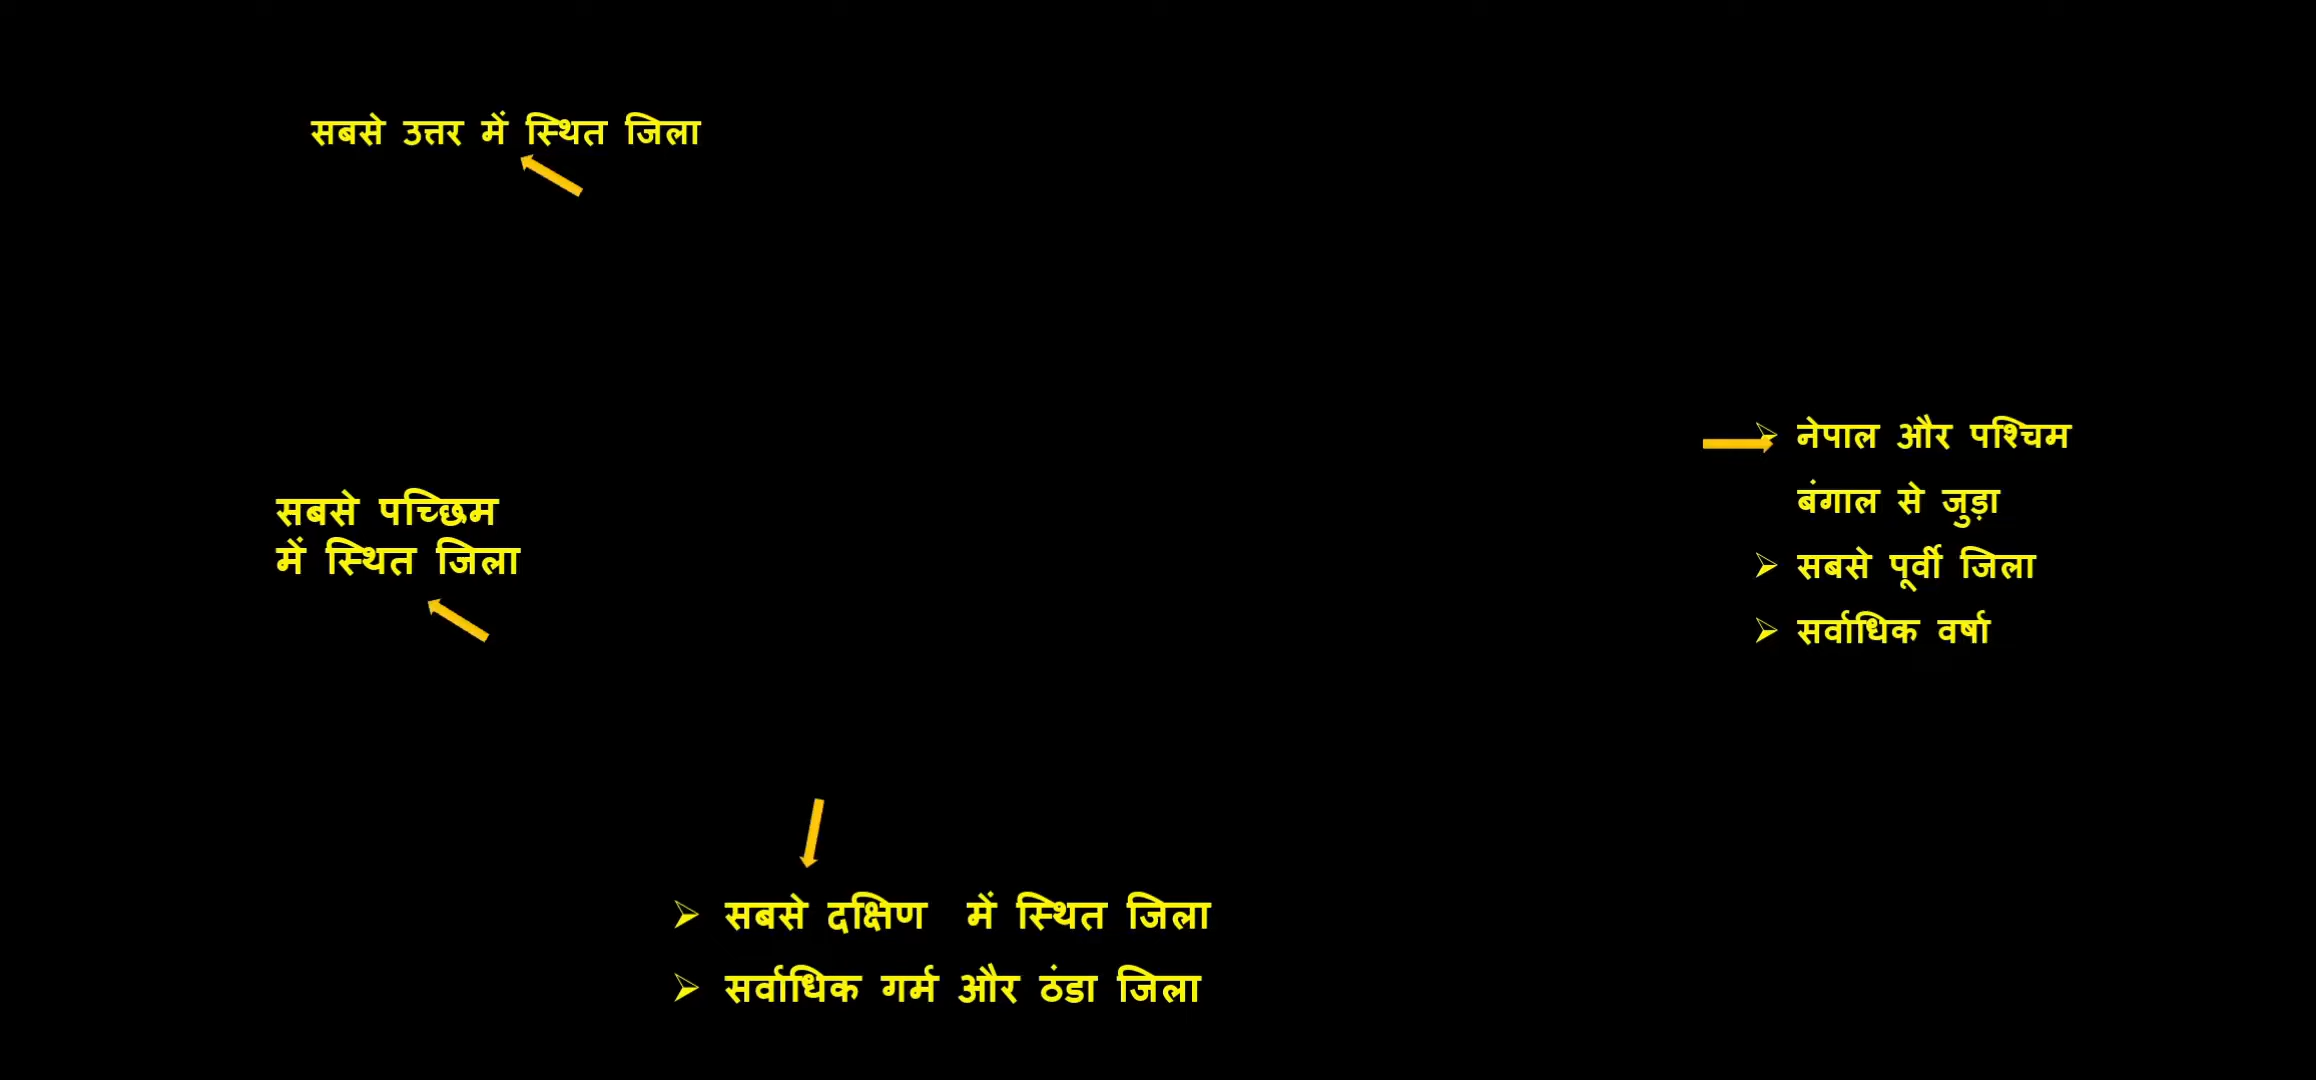 सबसे उत्तर में स्थित जिला
नेपाल और पश्चिम
बंगाल से जुड़ा
सबसे पूर्वी जिला
सर्वाधिक वर्षा
सबसे पच्छिम
में स्थित जिला
सबसे दक्षिण में स्थित जिला
सर्वाधिक गर्म और ठंडा जिला